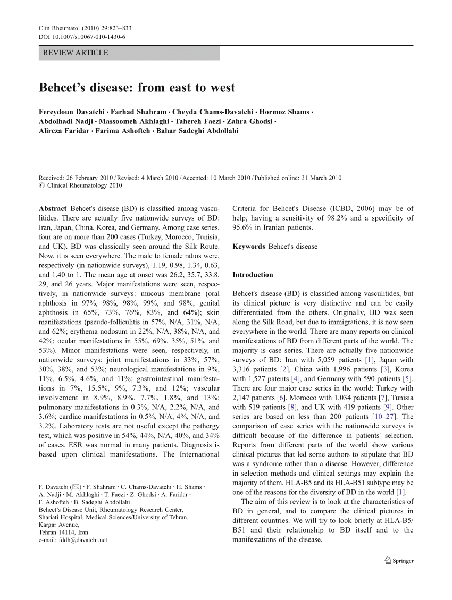 Clin Rheumatol (2010) 29:823–833
DOI 10.1007/s10067-010-1430-6
REVIEW ARTICLE
Behcet's disease: from east to west
Fereydoun Davatchi · Farhad Shahram · Cheyda Chams-Davatchi · Hormoz Shams ·
Abdolhadi Nadji · Massoomeh Akhlaghi · Tahereh Faezi · Zahra Ghodsi ·
Alireza Faridar · Farima Ashofteh · Bahar Sadeghi Abdollahi
Received: 28 February 2010 / Revised: 4 March 2010 / Accepted: 10 March 2010 / Published online: 31 March 2010
© Clinical Rheumatology 2010
Abstract Behcet's disease (BD) is classified among vascu-
litides. There are actually five nationwide surveys of BD:
Iran, Japan, China, Korea, and Germany. Among case series,
four are on more than 200 cases (Turkey, Morocco, Tunisia,
and UK). BD was classically seen around the Silk Route.
Now, it is seen everywhere. The male to female ratios were,
respectively (in nationwide surveys), 1.19, 0.98, 1.34, 0.63,
and 1.40 to 1. The mean age at onset was 26.2, 35.7, 33.8,
29, and 26 years. Major manifestations were seen, respec-
tively, in nationwide surveys: mucous membrane (oral
aphthosis in 97%, 98%, 98%, 99%, and 98%, genital
aphthosis in 65%, 73%, 76%, 83%, and 64%); skin
manifestations (pseudo-folliculitis in 57%, N/A, 31%, N/A,
and 62%; erythema nodosum in 22%, N/A, 38%, N/A, and
42%; ocular manifestations in 55%, 69%, 35%, 51%, and
53%). Minor manifestations were seen, respectively, in
nationwide surveys: joint manifestations in 33%, 57%,
30%, 38%, and 53%; neurological manifestations in 9%,
11%, 6.5%, 4.6%, and 11%; gastrointestinal manifesta-
tions in 7%, 15.5%, 9%, 7.3%, and 12%; vascular
involvement in 8.9%, 8.9%, 7.7%, 1.8%, and 13%;
pulmonary manifestations in 0.3%, N/A, 2.2%, N/A, and
3.6%; cardiac manifestations in 0.5%, N/A, 4%, N/A, and
3.2%. Laboratory tests are not useful except the pathergy
test, which was positive in 54%, 44%, N/A, 40%, and 34%
of cases. ESR was normal in many patients. Diagnosis is
based upon clinical manifestations. The International
F. Davatchi (✉) · F. Shahram · C. Chams-Davatchi · H. Shams ·
A. Nadji · M. Akhlaghi · T. Faezi · Z. Ghodsi · A. Faridar ·
F. Ashofteh · B. Sadeghi Abdollahi
Behcet's Disease Unit, Rheumatology Research Center,
Shariati Hospital, Medical Sciences/University of Tehran,
Kargar Avenue,
Tehran 14114, Iran
e-mail: fddh@davatchi.net
Criteria for Behcet's Disease (ICBD, 2006) may be of
help, having a sensitivity of 98.2% and a specificity of
95.6% in Iranian patients.
Keywords Behcet's disease
Introduction
Behcet's disease (BD) is classified among vasculitides, but
its clinical picture is very distinctive and can be easily
differentiated from the others. Originally, BD was seen
along the Silk Road, but due to immigrations, it is now seen
everywhere in the world. There are many reports on clinical
manifestations of BD from different parts of the world. The
majority is case series. There are actually five nationwide
surveys of BD: Iran with 5,059 patients [1], Japan with
3,316 patients [2], China with 1,996 patients [3], Korea
with 1,527 patents [4], and Germany with 590 patients [5].
There are four major case series in the world: Turkey with
2,147 patients [6], Morocco with 1,034 patients [7], Tunisia
with 519 patients [8], and UK with 419 patients [9]. Other
series are based on less than 200 patients [10–27]. The
comparison of case series with the nationwide surveys is
difficult because of the difference in patients' selection.
Reports from different parts of the world show various
clinical pictures that led some authors to stipulate that BD
was a syndrome rather than a disease. However, difference
in selection methods and clinical settings may explain the
majority of them. HLA-B5 and its HLA-B51 subtype may be
one of the reasons for the diversity of BD in the world [1].
The aim of this review is to look at the characteristics of
BD in general, and to compare the clinical pictures in
different countries. We will try to look briefly at HLA-B5/
B51 and their relationship to BD itself and to the
manifestations of the disease.
Springer